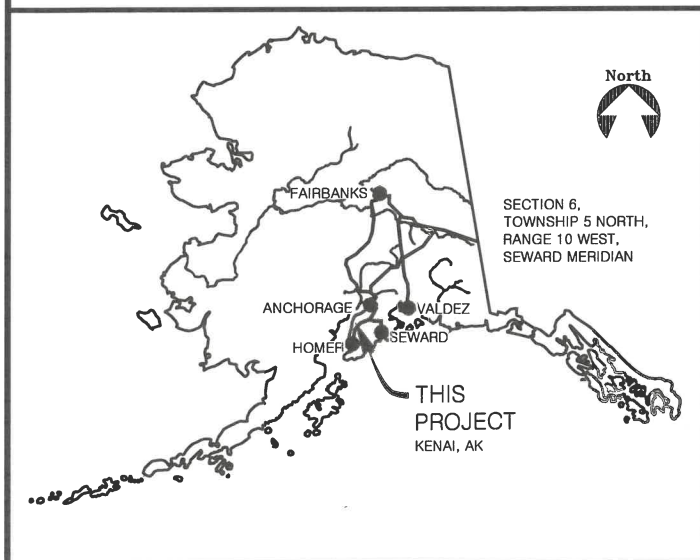 North
SECTION 6,
TOWNSHIP 5 NORTH,
RANGE 10 WEST,
SEWARD MERIDIAN
FAIRBANKS
ANCHORAGE
VALDEZ
SEWARD
HOMER
THIS
PROJECT
KENAI, AK